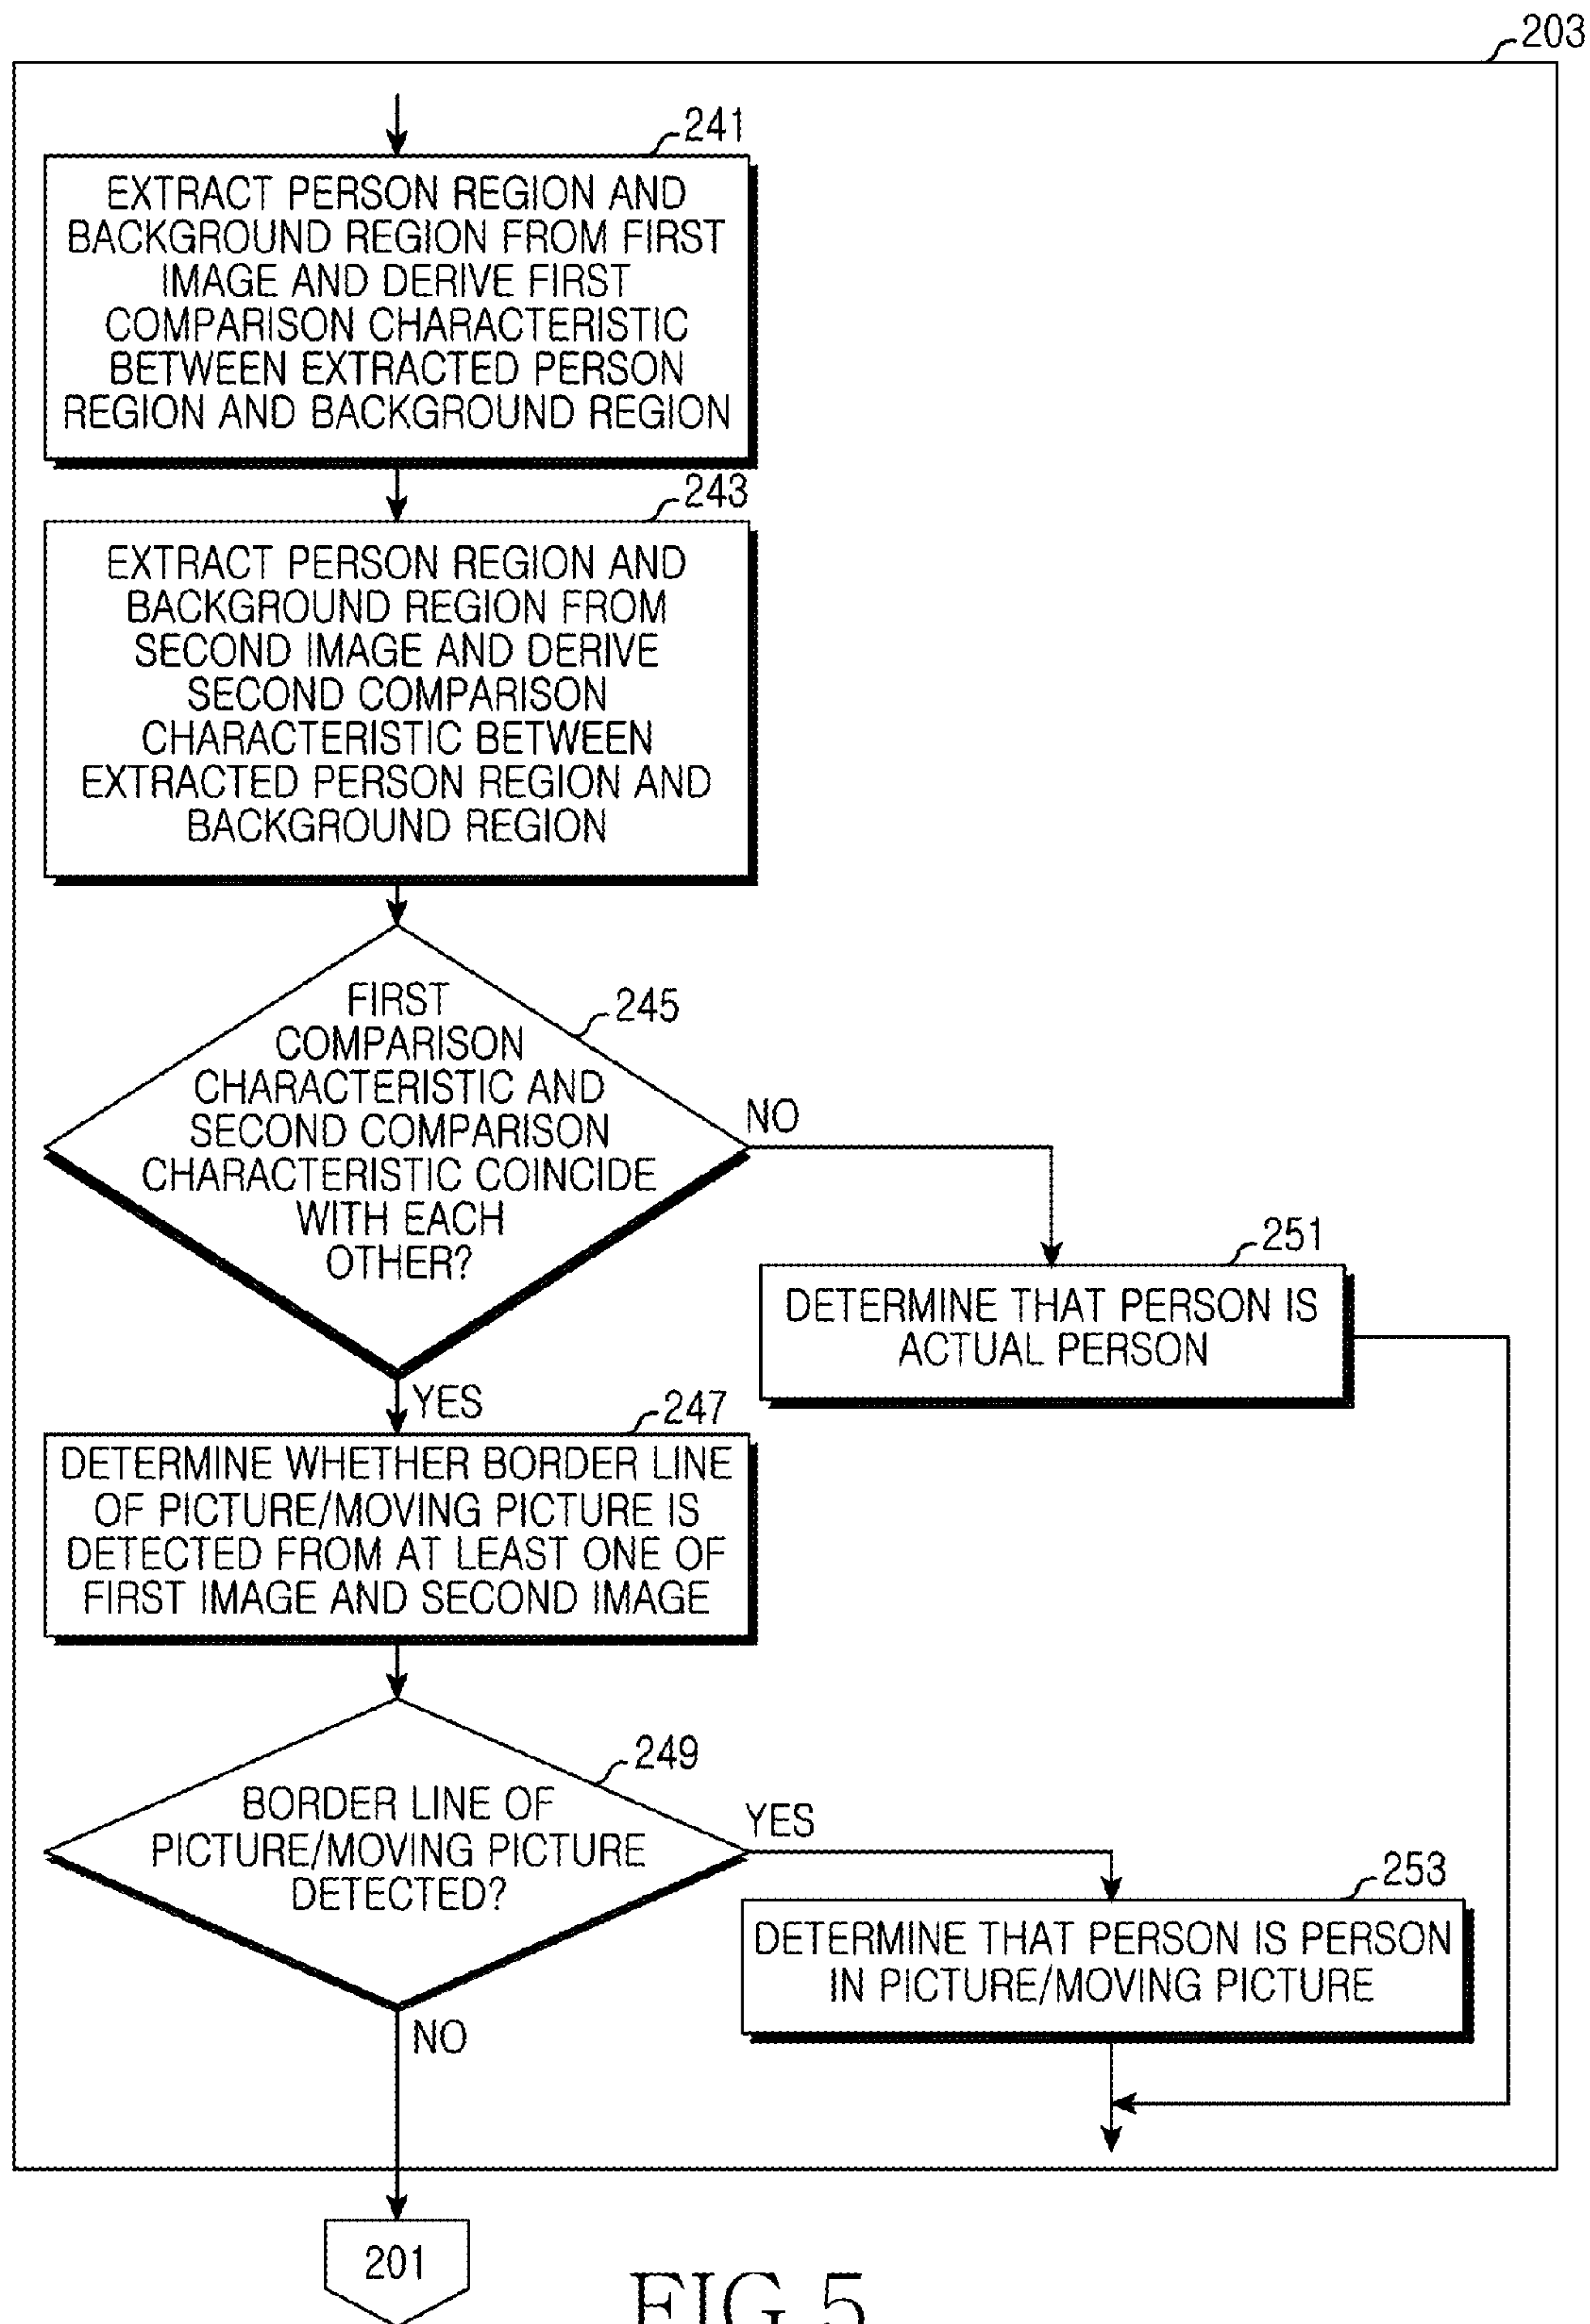 203
241
EXTRACT PERSON REGION AND
BACKGROUND REGION FROM FIRST
IMAGE AND DERIVE FIRST
COMPARISON CHARACTERISTIC
BETWEEN EXTRACTED PERSON
REGION AND BACKGROUND REGION
243
EXTRACT PERSON REGION AND
BACKGROUND REGION FROM
SECOND IMAGE AND DERIVE
SECOND COMPARISON
CHARACTERISTIC BETWEEN
EXTRACTED PERSON REGION AND
BACKGROUND REGION
245
FIRST
COMPARISON
CHARACTERISTIC AND
SECOND COMPARISON
CHARACTERISTIC COINCIDE
WITH EACH
OTHER?
NO
251
DETERMINE THAT PERSON IS
ACTUAL PERSON
YES
247
DETERMINE WHETHER BORDER LINE
OF PICTURE/MOVING PICTURE IS
DETECTED FROM AT LEAST ONE OF
FIRST IMAGE AND SECOND IMAGE
249
BORDER LINE OF
PICTURE/MOVING PICTURE
DETECTED?
YES
253
DETERMINE THAT PERSON IS PERSON
IN PICTURE/MOVING PICTURE
NO
201
FIG. 5